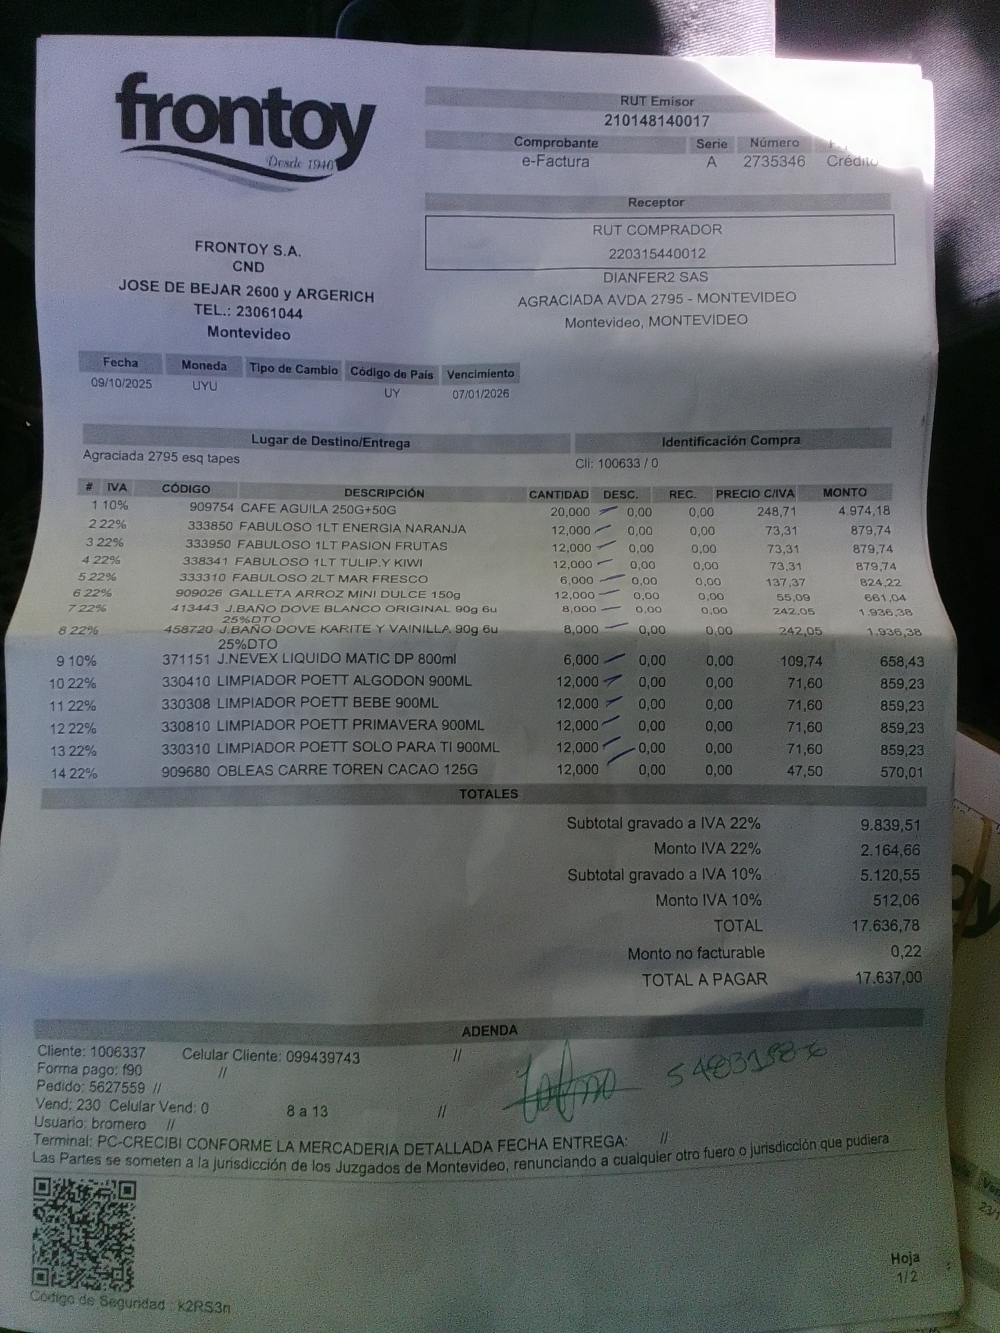 frontoy
Desde 1946
RUT Emisor
210148140017
Comprobante Serie Número
e-Factura A 2735346 Crédito
Receptor
RUT COMPRADOR
220315440012
DIANFER2 SAS
AGRACIADA AVDA 2795 - MONTEVIDEO
Montevideo, MONTEVIDEO
FRONTOY S.A.
CND
JOSE DE BEJAR 2600 y ARGERICH
TEL.: 23061044
Montevideo
Fecha Moneda Tipo de Cambio Código de País Vencimiento
09/10/2025 UYU UY 07/01/2026
Lugar de Destino/Entrega Identificación Compra
Agraciada 2795 esq tapes Cli: 100633 / 0
# IVA CÓDIGO DESCRIPCIÓN CANTIDAD DESC. REC. PRECIO C/IVA MONTO
1 10% 909754 CAFE AGUILA 250G+50G 20,000 0,00 0,00 248,71 4.974,18
2 22% 333850 FABULOSO 1LT ENERGIA NARANJA 12,000 0,00 0,00 73,31 879,74
3 22% 333950 FABULOSO 1LT PASION FRUTAS 12,000 0,00 0,00 73,31 879,74
4 22% 338341 FABULOSO 1LT TULIP.Y KIWI 12,000 0,00 0,00 73,31 879,74
5 22% 333310 FABULOSO 2LT MAR FRESCO 6,000 0,00 0,00 137,37 824,22
6 22% 909026 GALLETA ARROZ MINI DULCE 150g 12,000 0,00 0,00 55,09 661,04
7 22% 413443 J.BAÑO DOVE BLANCO ORIGINAL 90g 6u 8,000 0,00 0,00 242,05 1.936,38
25%DTO
8 22% 458720 J.BAÑO DOVE KARITE Y VAINILLA 90g 6u 8,000 0,00 0,00 242,05 1.936,38
25%DTO
9 10% 371151 J.NEVEX LIQUIDO MATIC DP 800ml 6,000 0,00 0,00 109,74 658,43
10 22% 330410 LIMPIADOR POETT ALGODON 900ML 12,000 0,00 0,00 71,60 859,23
11 22% 330308 LIMPIADOR POETT BEBE 900ML 12,000 0,00 0,00 71,60 859,23
12 22% 330810 LIMPIADOR POETT PRIMAVERA 900ML 12,000 0,00 0,00 71,60 859,23
13 22% 330310 LIMPIADOR POETT SOLO PARA TI 900ML 12,000 0,00 0,00 71,60 859,23
14 22% 909680 OBLEAS CARRE TOREN CACAO 125G 12,000 0,00 0,00 47,50 570,01
TOTALES
Subtotal gravado a IVA 22% 9.839,51
Monto IVA 22% 2.164,66
Subtotal gravado a IVA 10% 5.120,55
Monto IVA 10% 512,06
TOTAL 17.636,78
Monto no facturable 0,22
TOTAL A PAGAR 17.637,00
ADENDA
Cliente: 1006337 Celular Cliente: 099439743 //
Forma pago: f90 //
Pedido: 5627559 //
Vend: 230 Celular Vend: 0 8 a 13 //
Usuario: bromero //
Terminal: PC-CRECIBI CONFORME LA MERCADERIA DETALLADA FECHA ENTREGA: //
Las Partes se someten a la jurisdicción de los Juzgados de Montevideo, renunciando a cualquier otro fuero o jurisdicción que pudiera
Código de Seguridad : k2RS3n
Hoja
1/2